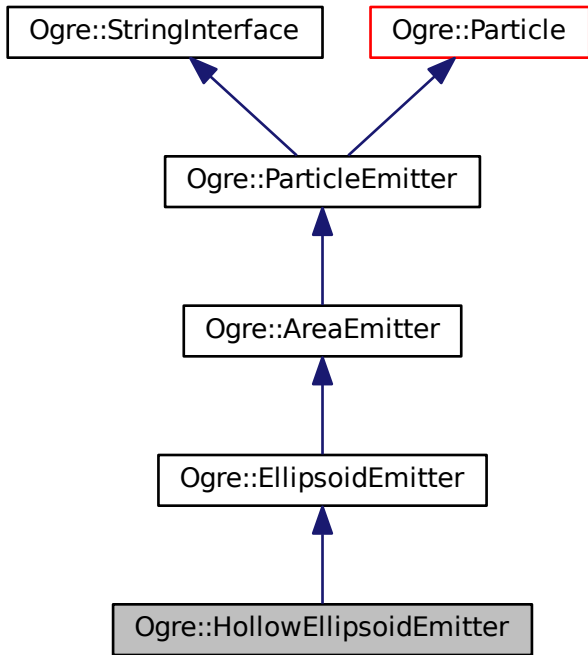 Ogre::StringInterface
Ogre::Particle
Ogre::ParticleEmitter
Ogre::AreaEmitter
Ogre::EllipsoidEmitter
Ogre::HollowEllipsoidEmitter